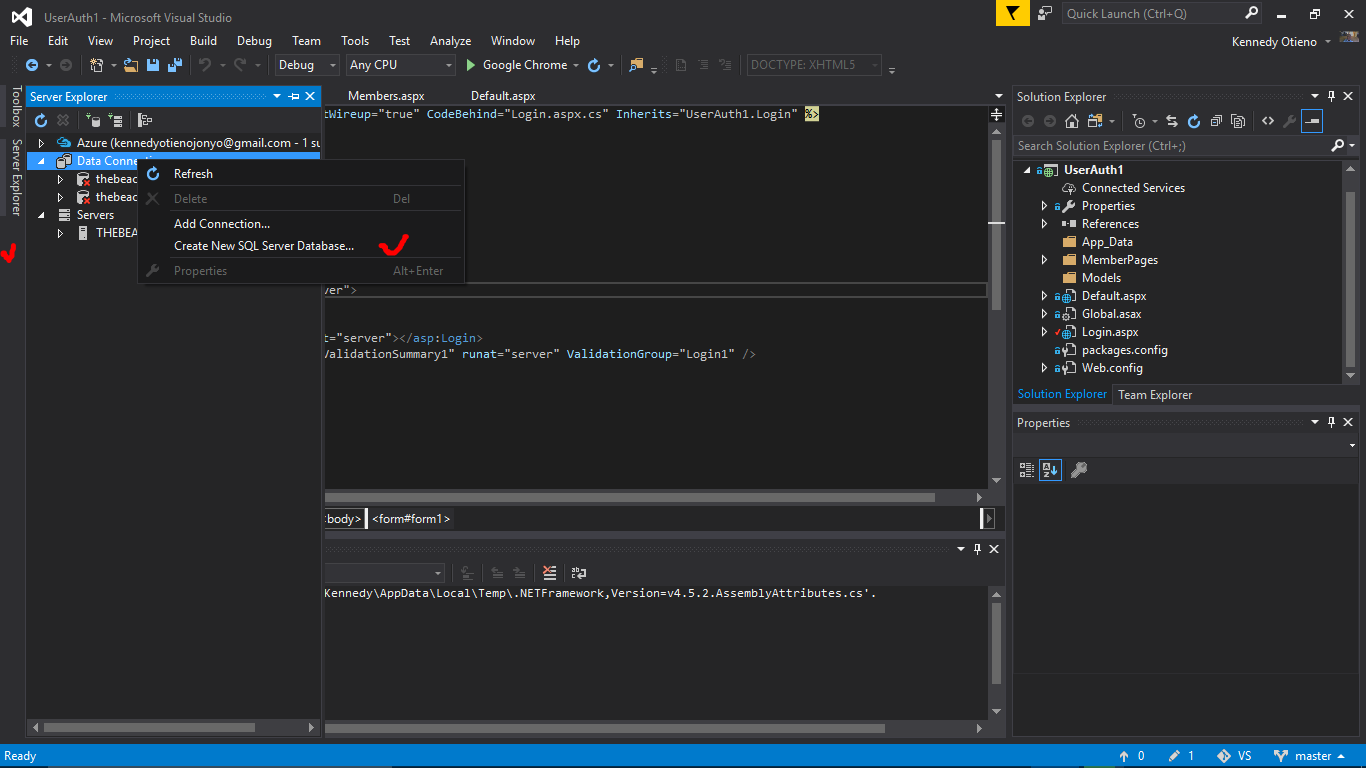 UserAuth1 - Microsoft Visual Studio
Quick Launch (Ctrl+Q)
File Edit View Project Build Debug Team Tools Test Analyze Window Help
Kennedy Otieno
Debug Any CPU Google Chrome DOCTYPE: XHTML5
Toolbox
Server Explorer
Server Explorer
Azure (kennedyotienojonyo@gmail.com - 1 su
Data Connecti
thebeac
thebeac
Servers
THEBEA
Refresh
Delete Del
Add Connection...
Create New SQL Server Database...
Properties Alt+Enter
Members.aspx Default.aspx
tWireup="true" CodeBehind="Login.aspx.cs" Inherits="UserAuth1.Login" %>
ver">
t="server"></asp:Login>
ValidationSummary1" runat="server" ValidationGroup="Login1" />
<body> <form#form1>
Kennedy\AppData\Local\Temp\.NETFramework,Version=v4.5.2.AssemblyAttributes.cs'.
Solution Explorer
Search Solution Explorer (Ctrl+;)
UserAuth1
Connected Services
Properties
References
App_Data
MemberPages
Models
Default.aspx
Global.asax
Login.aspx
packages.config
Web.config
Solution Explorer Team Explorer
Properties
Ready 0 1 VS master